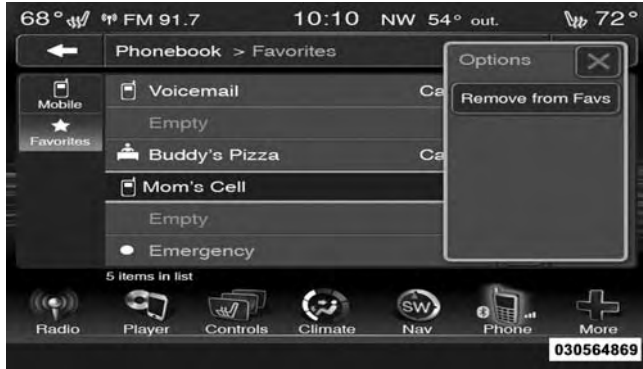 68° FM 91.7 10:10 NW 54° out. 72°
Phonebook > Favorites
Options
Mobile
Voicemail Ca
Remove from Favs
Empty
Favorites
Buddy's Pizza Ca
Mom's Cell
Empty
Emergency
5 items in list
SW
Radio Player Controls Climate Nav Phone More
030564869